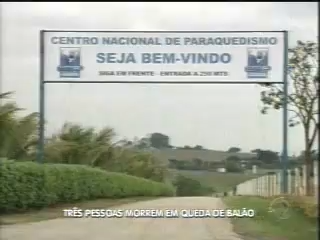 CENTRO NACIONAL DE PARAQUEDISMO
SEJA BEM-VINDO
SIGA EM FRENTE - ENTRADA A 250 MTS
TRÊS PESSOAS MORREM EM QUEDA DE BALÃO